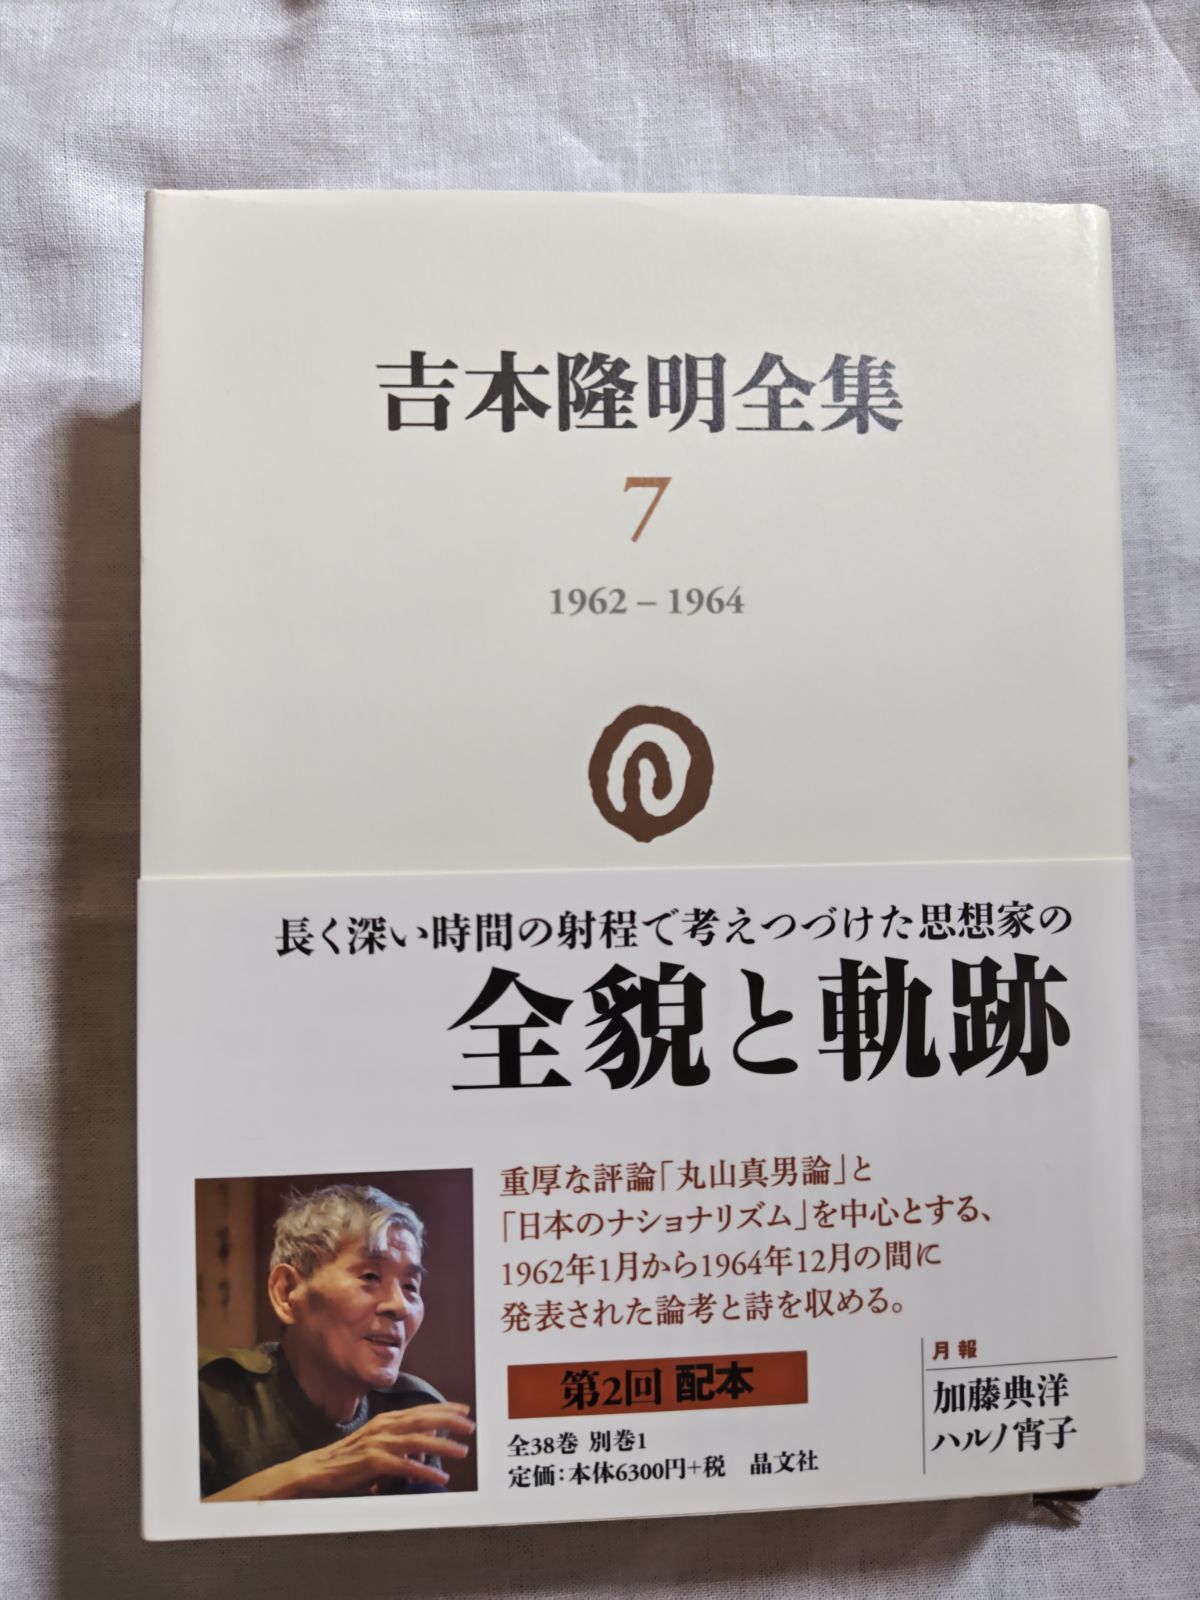 吉本隆明全集
7
1962 – 1964
長く深い時間の射程で考えつづけた思想家の
全貌と軌跡
重厚な評論「丸山真男論」と
「日本のナショナリズム」を中心とする、
1962年1月から1964年12月の間に
発表された論考と詩を収める。
第2回 配本
全38巻 別巻1
定価：本体6300円+税 晶文社
月報
加藤典洋
ハルノ宵子